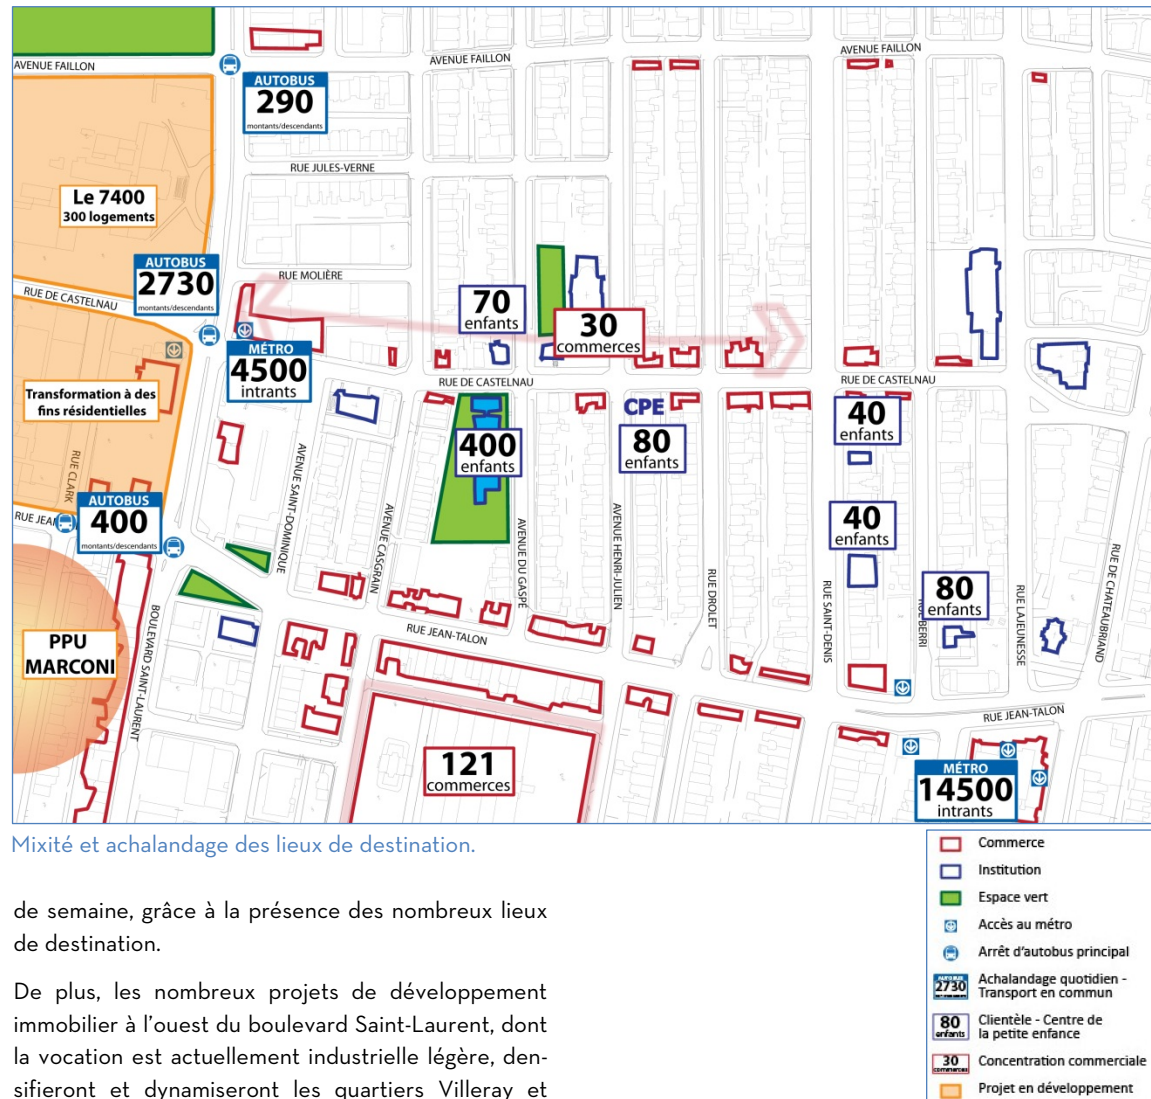 AVENUE FAILLON
AVENUE FAILLON
AVENUE FAILLON
AUTOBUS
290
montants/descendants
RUE JULES-VERNE
Le 7400
300 logements
AUTOBUS
2730
montants/descendants
RUE MOLIÈRE
RUE DE CASTELNAU
70
enfants
30
commerces
MÉTRO
4500
intrants
Transformation à des
fins résidentielles
RUE DE CASTELNAU
RUE DE CASTELNAU
CPE
400
enfants
80
enfants
40
enfants
RUE CLARK
AVENUE SAINT-DOMINIQUE
AVENUE CASGRAIN
AVENUE DU GASPÉ
AVENUE HENRI-JULIEN
RUE DROLET
RUE SAINT-DENIS
BERRI
RUE LAJEUNESSE
RUE DE CHATEAUBRIAND
AUTOBUS
400
montants/descendants
40
enfants
80
enfants
BOULEVARD SAINT-LAURENT
PPU
MARCONI
RUE JEAN-TALON
RUE JEAN-TALON
121
commerces
MÉTRO
14500
intrants
Mixité et achalandage des lieux de destination.
Commerce
Institution
Espace vert
Accès au métro
Arrêt d'autobus principal
AUTOBUS
2730
Achalandage quotidien -
Transport en commun
80
enfants
Clientèle - Centre de
la petite enfance
30
commerces
Concentration commerciale
Projet en développement
de semaine, grâce à la présence des nombreux lieux
de destination.
De plus, les nombreux projets de développement
immobilier à l'ouest du boulevard Saint-Laurent, dont
la vocation est actuellement industrielle légère, den-
sifieront et dynamiseront les quartiers Villeray et